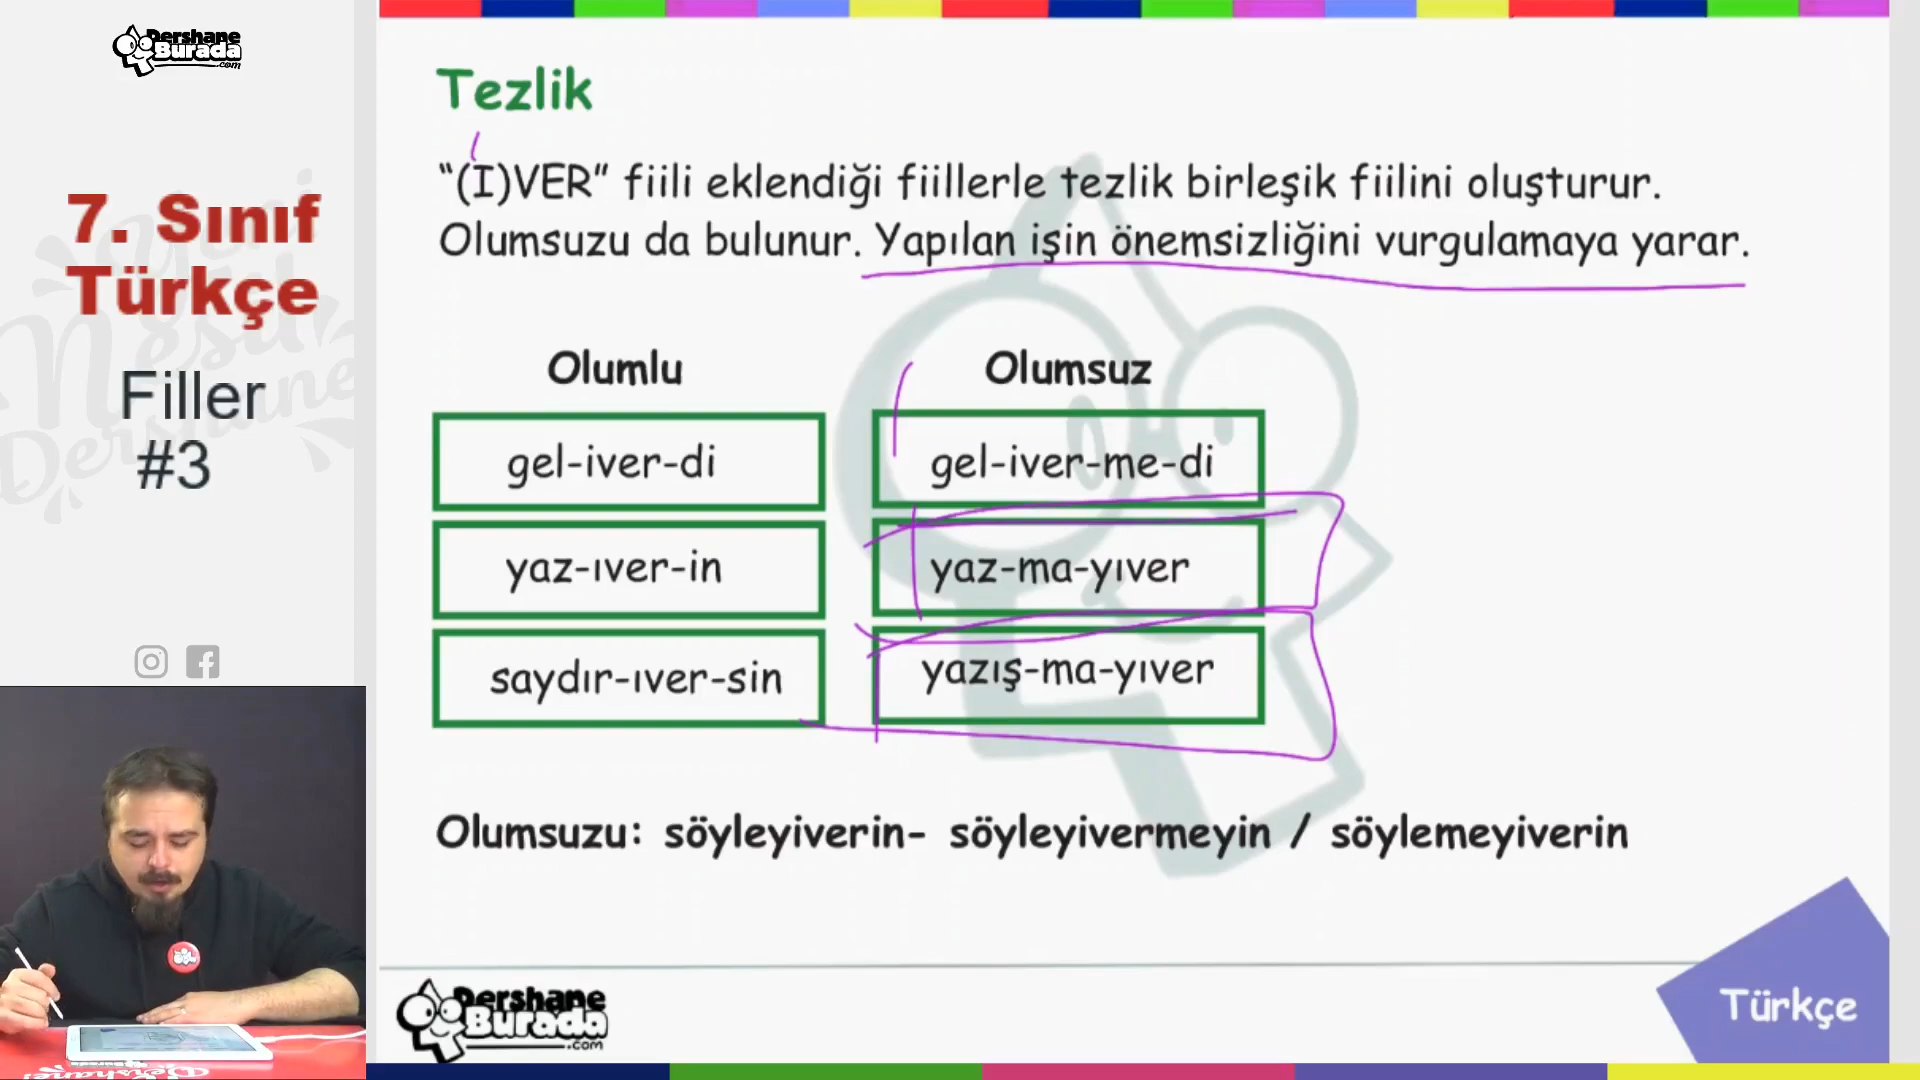 Dershane
Burada
.com
7. Sınıf
Türkçe
Filler
#3
Tezlik
“(I)VER” fiili eklendiği fiillerle tezlik birleşik fiilini oluşturur.
Olumsuzu da bulunur. Yapılan işin önemsizliğini vurgulamaya yarar.
Olumlu Olumsuz
gel-iver-di gel-iver-me-di
yaz-ıver-in yaz-ma-yıver
saydır-ıver-sin yazış-ma-yıver
Olumsuzu: söyleyiverin- söyleyivermeyin / söylemeyiverin
Dershane
Burada
.com
Türkçe